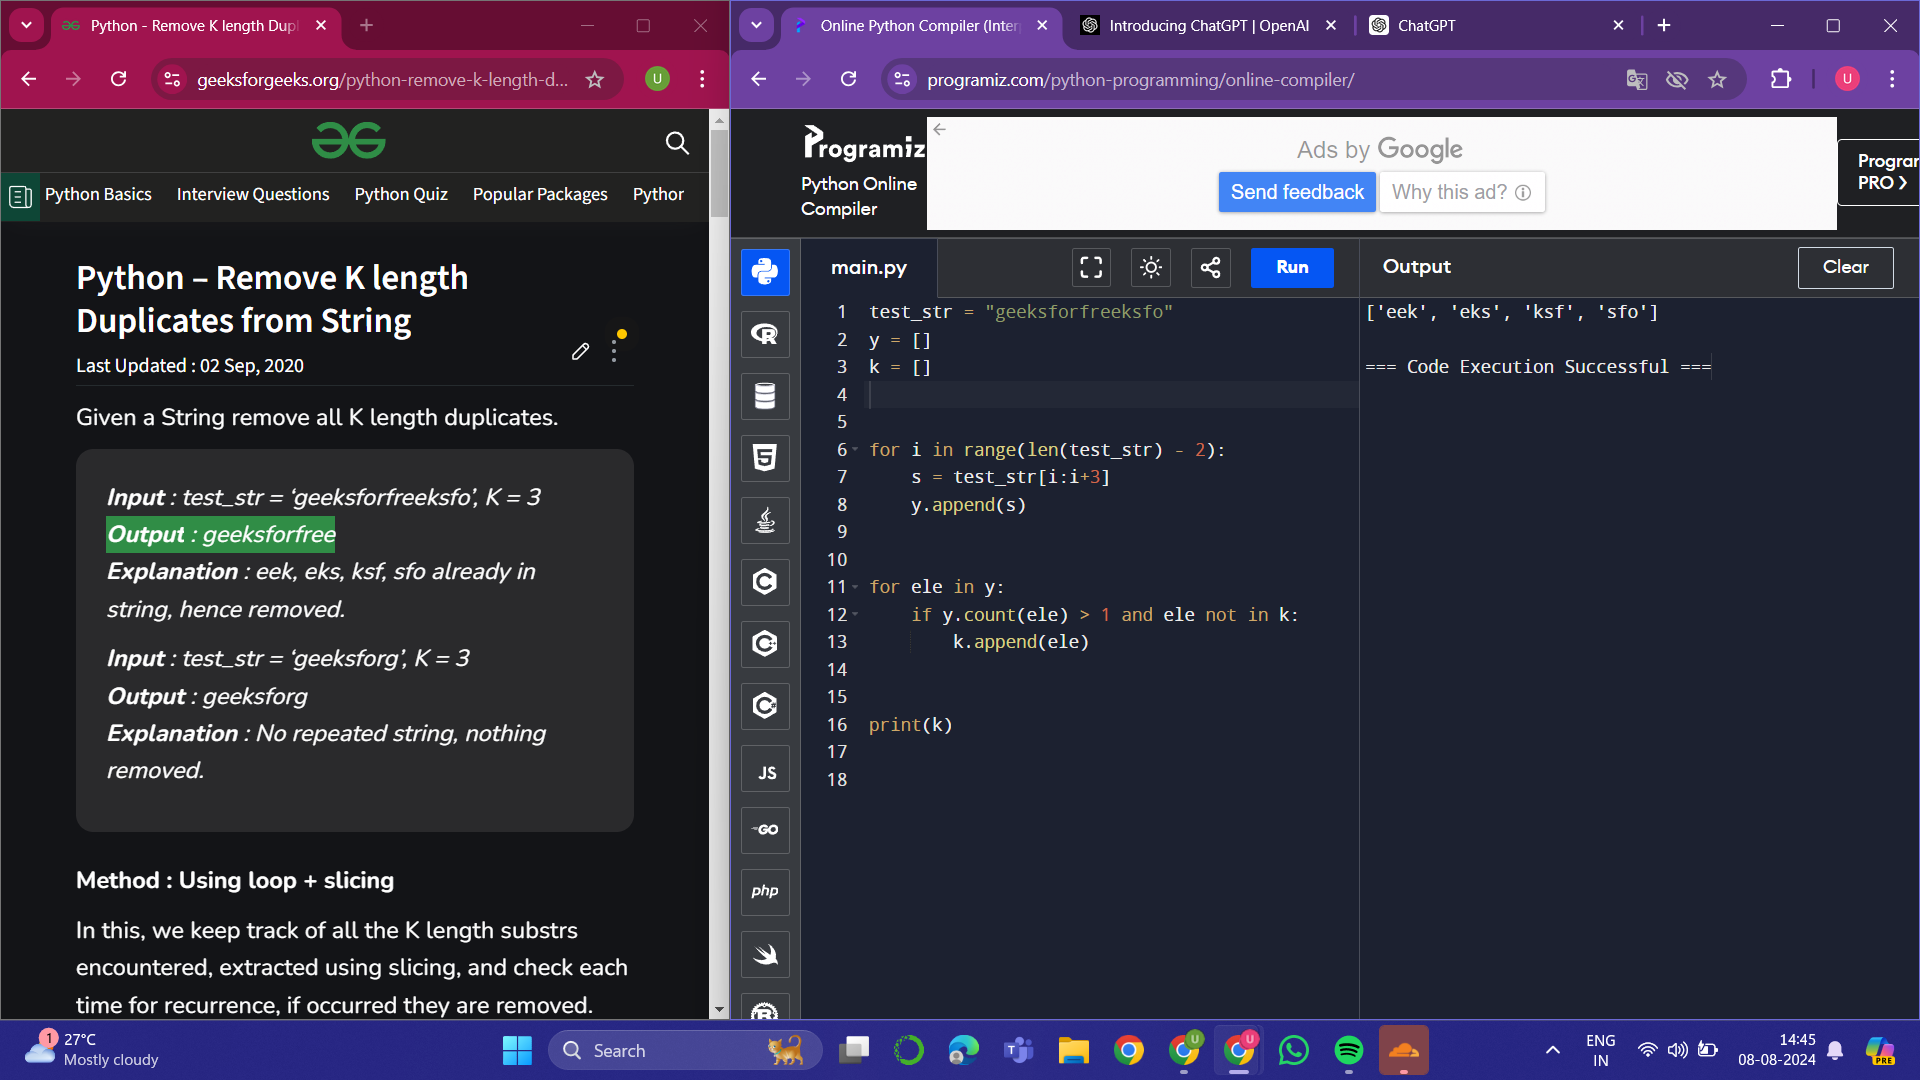 Python - Remove K length Dupl
geeksforgeeks.org/python-remove-k-length-d...
U
Python Basics
Interview Questions
Python Quiz
Popular Packages
Pythor
Python – Remove K length
Duplicates from String
Last Updated : 02 Sep, 2020
Given a String remove all K length duplicates.
Input : test_str = ‘geeksforfreeksfo’, K = 3
Output : geeksforfree
Explanation : eek, eks, ksf, sfo already in
string, hence removed.
Input : test_str = ‘geeksforg’, K = 3
Output : geeksforg
Explanation : No repeated string, nothing
removed.
Method : Using loop + slicing
In this, we keep track of all the K length substrs
encountered, extracted using slicing, and check each
time for recurrence, if occurred they are removed.
Online Python Compiler (Inter
Introducing ChatGPT | OpenAI
ChatGPT
programiz.com/python-programming/online-compiler/
U
Programiz
Python Online
Compiler
Ads by Google
Send feedback
Why this ad?
Prograr
PRO
main.py
Run
Output
Clear
1 test_str = "geeksforfreeksfo"
2 y = []
3 k = []
4
5
6 for i in range(len(test_str) - 2):
7 s = test_str[i:i+3]
8 y.append(s)
9
10
11 for ele in y:
12 if y.count(ele) > 1 and ele not in k:
13 k.append(ele)
14
15
16 print(k)
17
18
['eek', 'eks', 'ksf', 'sfo']
=== Code Execution Successful ===
R
5
C
C
C#
JS
GO
php
1
27°C
Mostly cloudy
Search
U
U
ENG
IN
14:45
08-08-2024
PRE